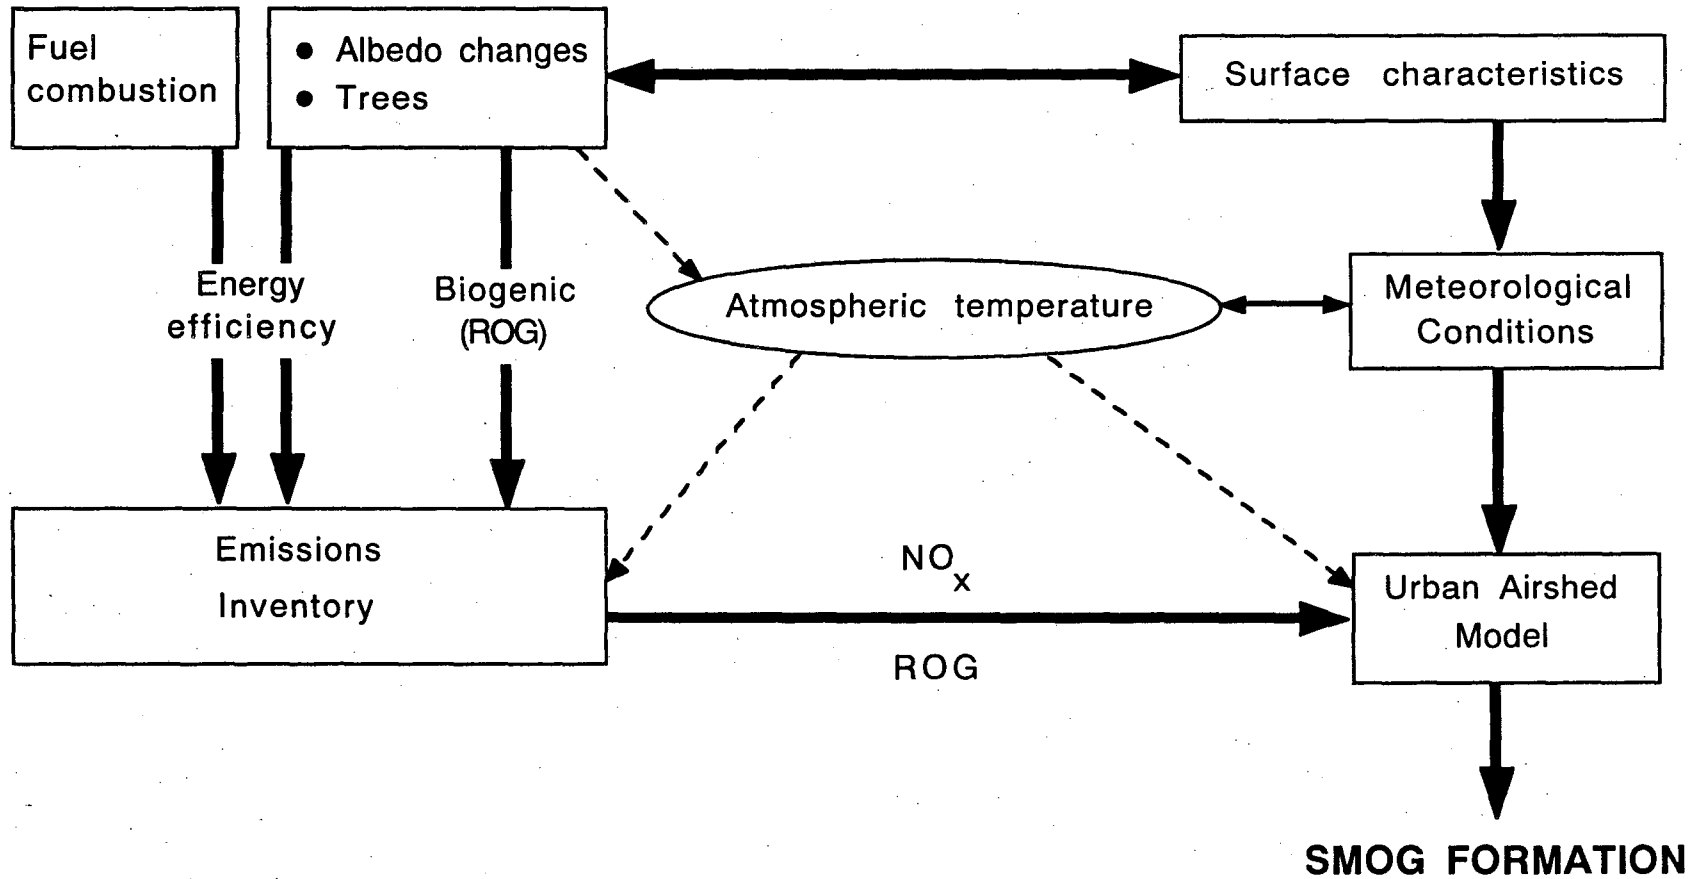 Fuel
combustion
• Albedo changes
• Trees
Surface characteristics
Energy
efficiency
Biogenic
(ROG)
Atmospheric temperature
Meteorological
Conditions
Emissions
Inventory
NOx
ROG
Urban Airshed
Model
SMOG FORMATION